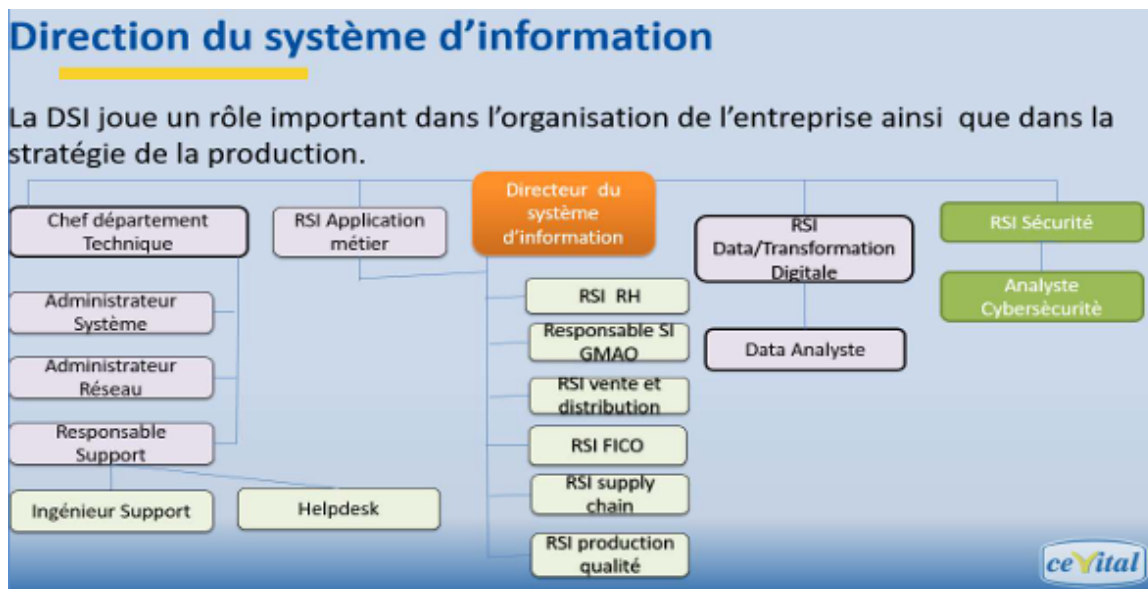 Direction du système d’information
La DSI joue un rôle important dans l’organisation de l’entreprise ainsi que dans la
stratégie de la production.
Directeur du
système
d’information
Chef département
Technique
RSI Application
métier
RSI
Data/Transformation
Digitale
RSI Sécurité
Administrateur
Système
Administrateur
Réseau
Responsable
Support
Ingénieur Support
Helpdesk
RSI RH
Responsable SI
GMAO
RSI vente et
distribution
RSI FICO
RSI supply
chain
RSI production
qualité
Data Analyste
Analyste
Cybersècuritè
ceVital